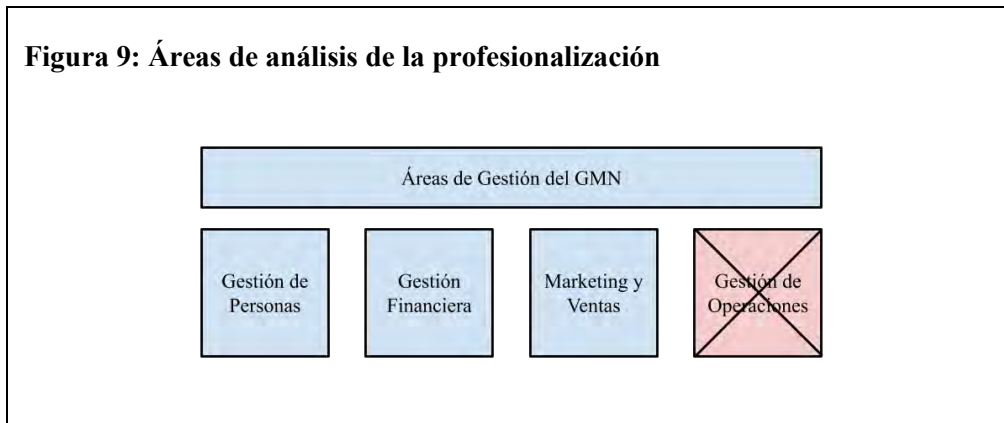 Figura 9: Áreas de análisis de la profesionalización
Áreas de Gestión del GMN
Gestión de
Personas
Gestión
Financiera
Marketing y
Ventas
Gestión de
Operaciones